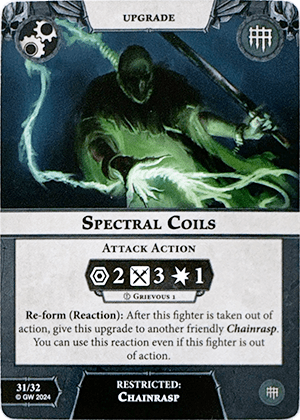 UPGRADE
SPECTRAL COILS
ATTACK ACTION
2 3 1
GRIEVOUS 1
Re-form (Reaction): After this fighter is taken out of
action, give this upgrade to another friendly Chainrasp.
You can use this reaction even if this fighter is out
of action.
31/32
© GW 2024
RESTRICTED:
CHAINRASP